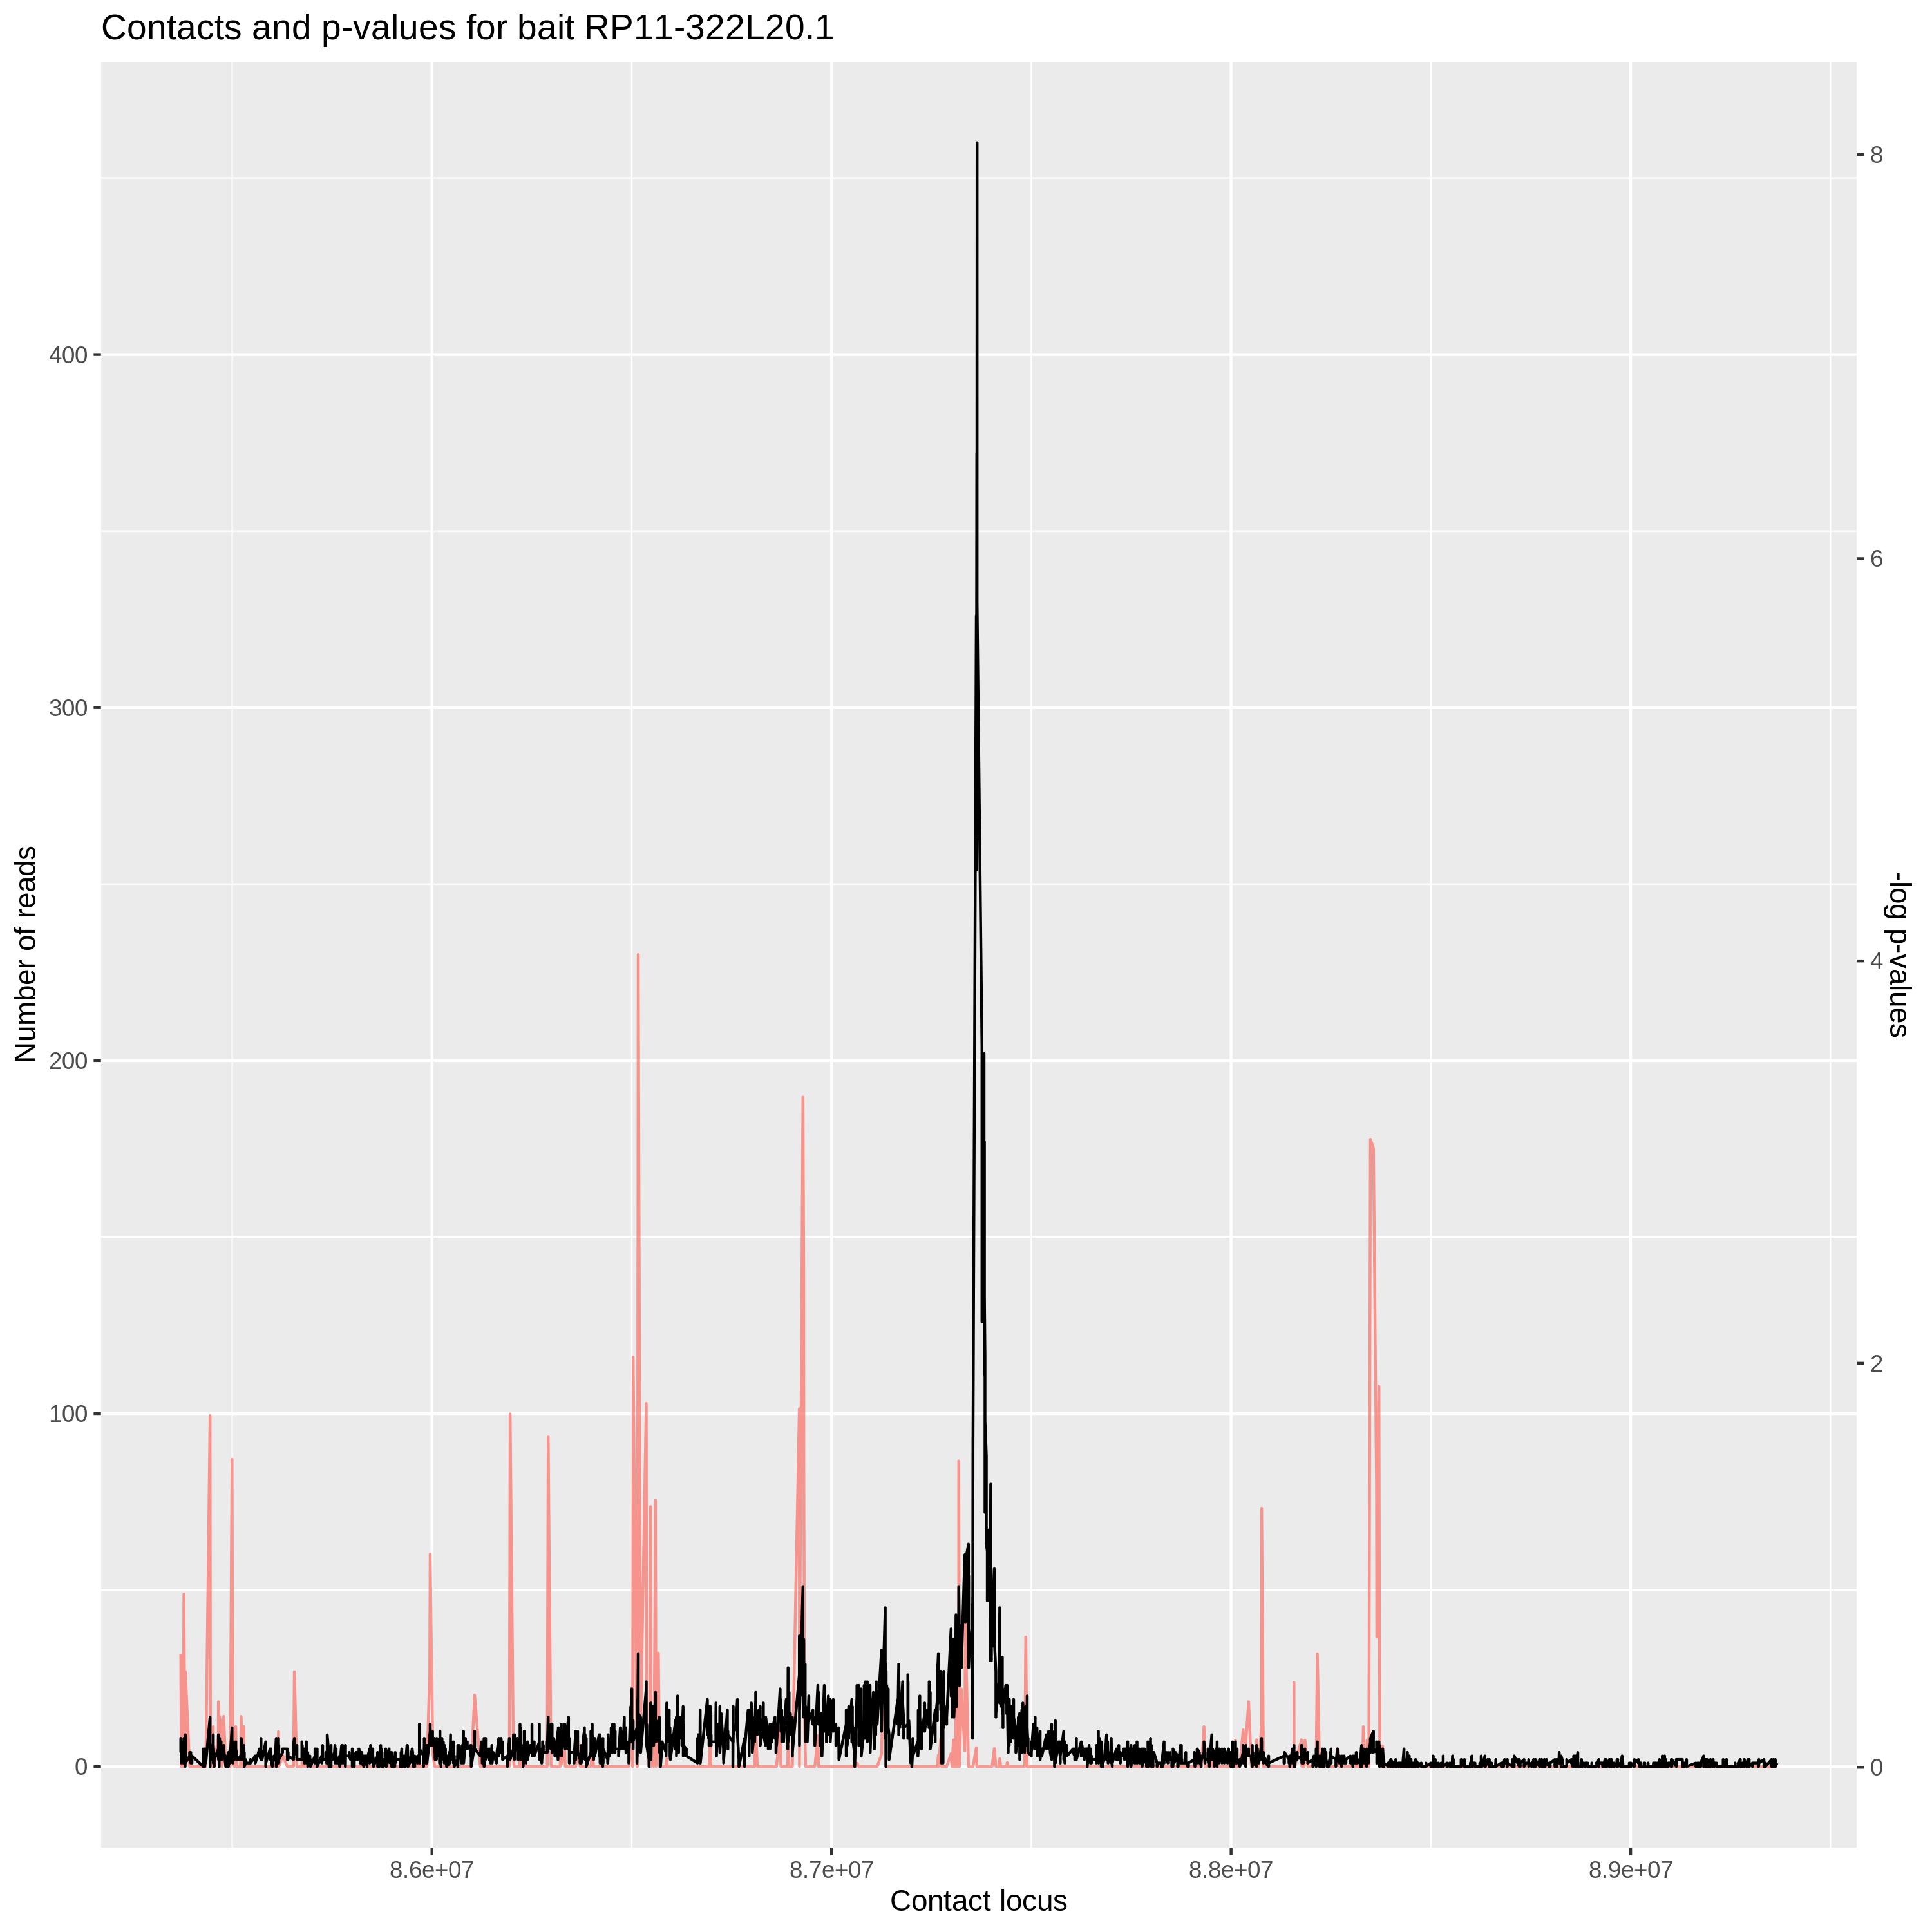 Contacts and p-values for bait RP11-322L20.1
Number of reads
400
300
200
100
0
8
6
4
2
0
-log p-values
8.6e+07 8.7e+07 8.8e+07 8.9e+07
Contact locus